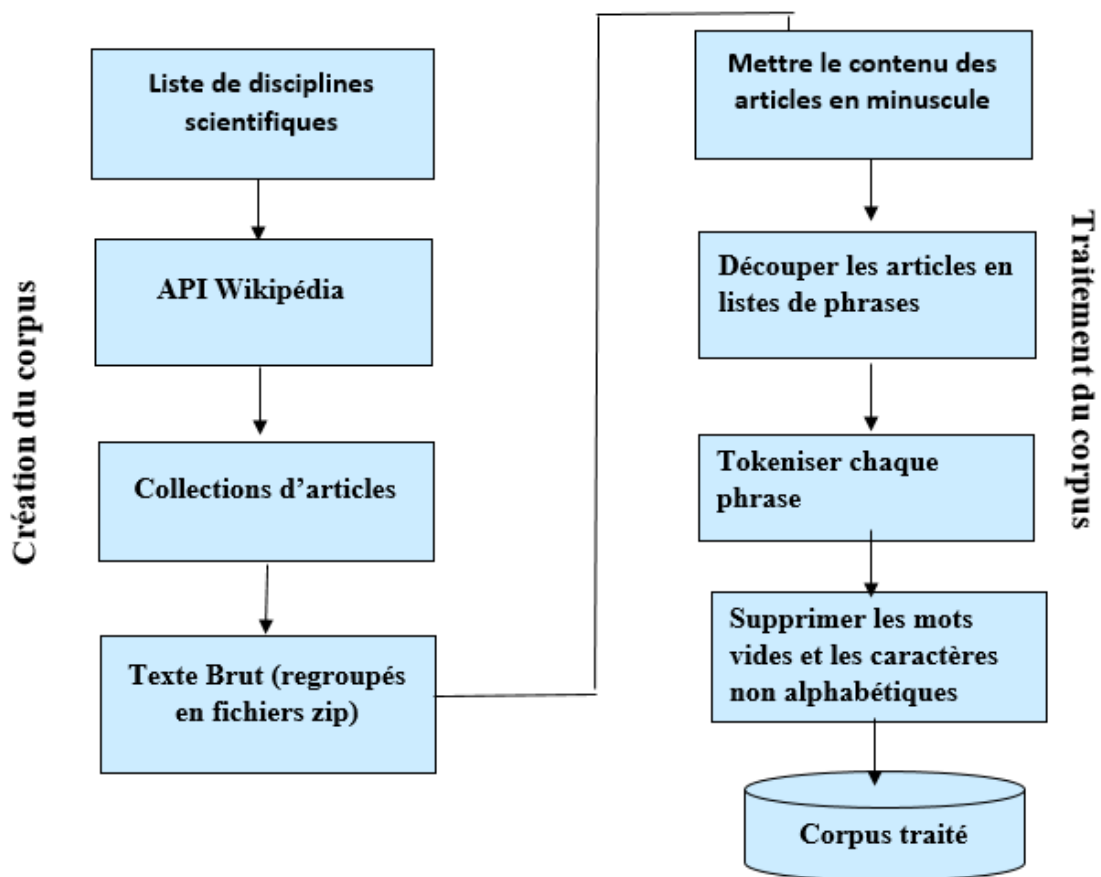 Création du corpus
Liste de disciplines
scientifiques
API Wikipédia
Collections d'articles
Texte Brut (regroupés
en fichiers zip)
Mettre le contenu des
articles en minuscule
Découper les articles en
listes de phrases
Tokeniser chaque
phrase
Supprimer les mots
vides et les caractères
non alphabétiques
Corpus traité
Traitement du corpus